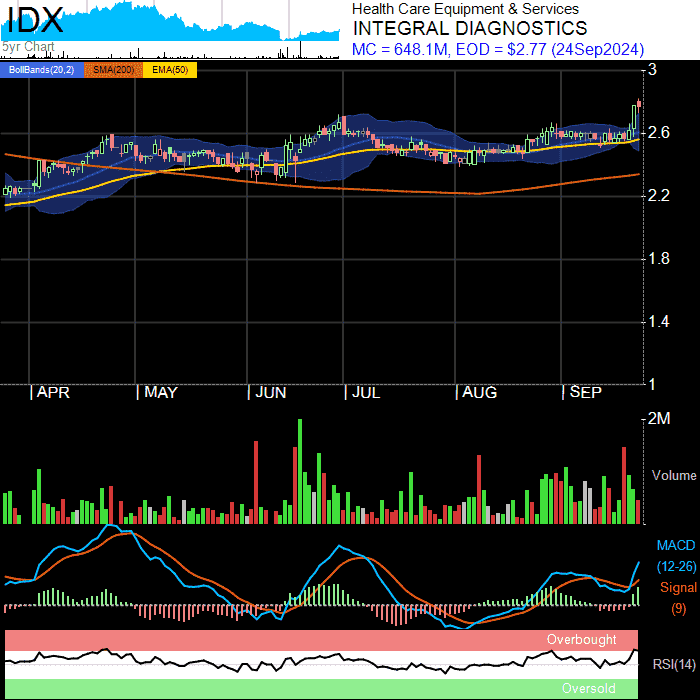 IDX
5yr Chart
Health Care Equipment & Services
INTEGRAL DIAGNOSTICS
MC = 648.1M, EOD = $2.77 (24Sep2024)
BollBands(20,2) SMA(200) EMA(50)
3
2.6
2.2
1.8
1.4
1
APR MAY JUN JUL AUG SEP
2M
Volume
MACD
(12-26)
Signal
(9)
Overbought
RSI(14)
Oversold